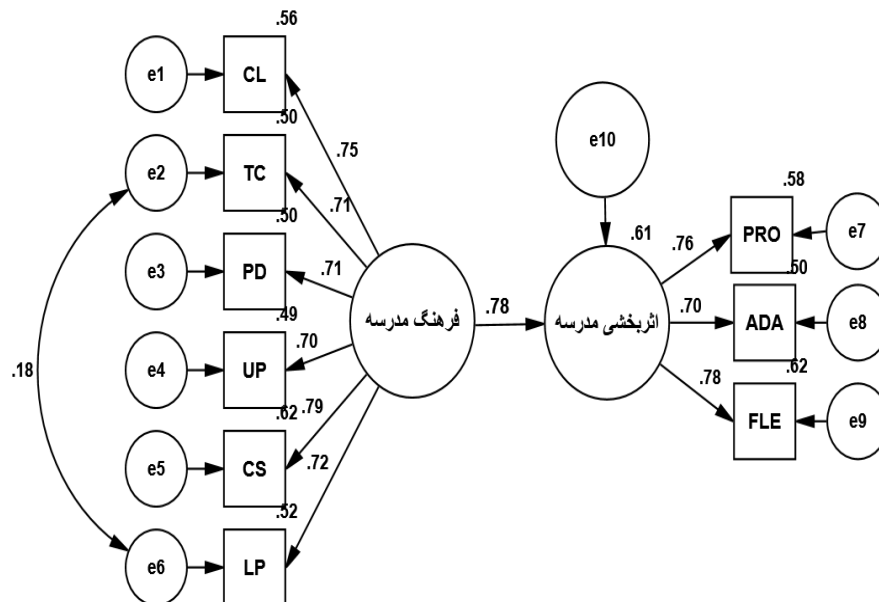 .56
e1
CL
.50
.75
e10
e2
TC
.71
.50
.58
e3
PD
.71
.61
.76
PRO
e7
.49
.50
فرهنگ مدرسه
.78
اثربخشی مدرسه
.70
ADA
e8
.18
e4
UP
.70
.62
.62
.79
.78
FLE
e9
e5
CS
.72
.52
e6
LP